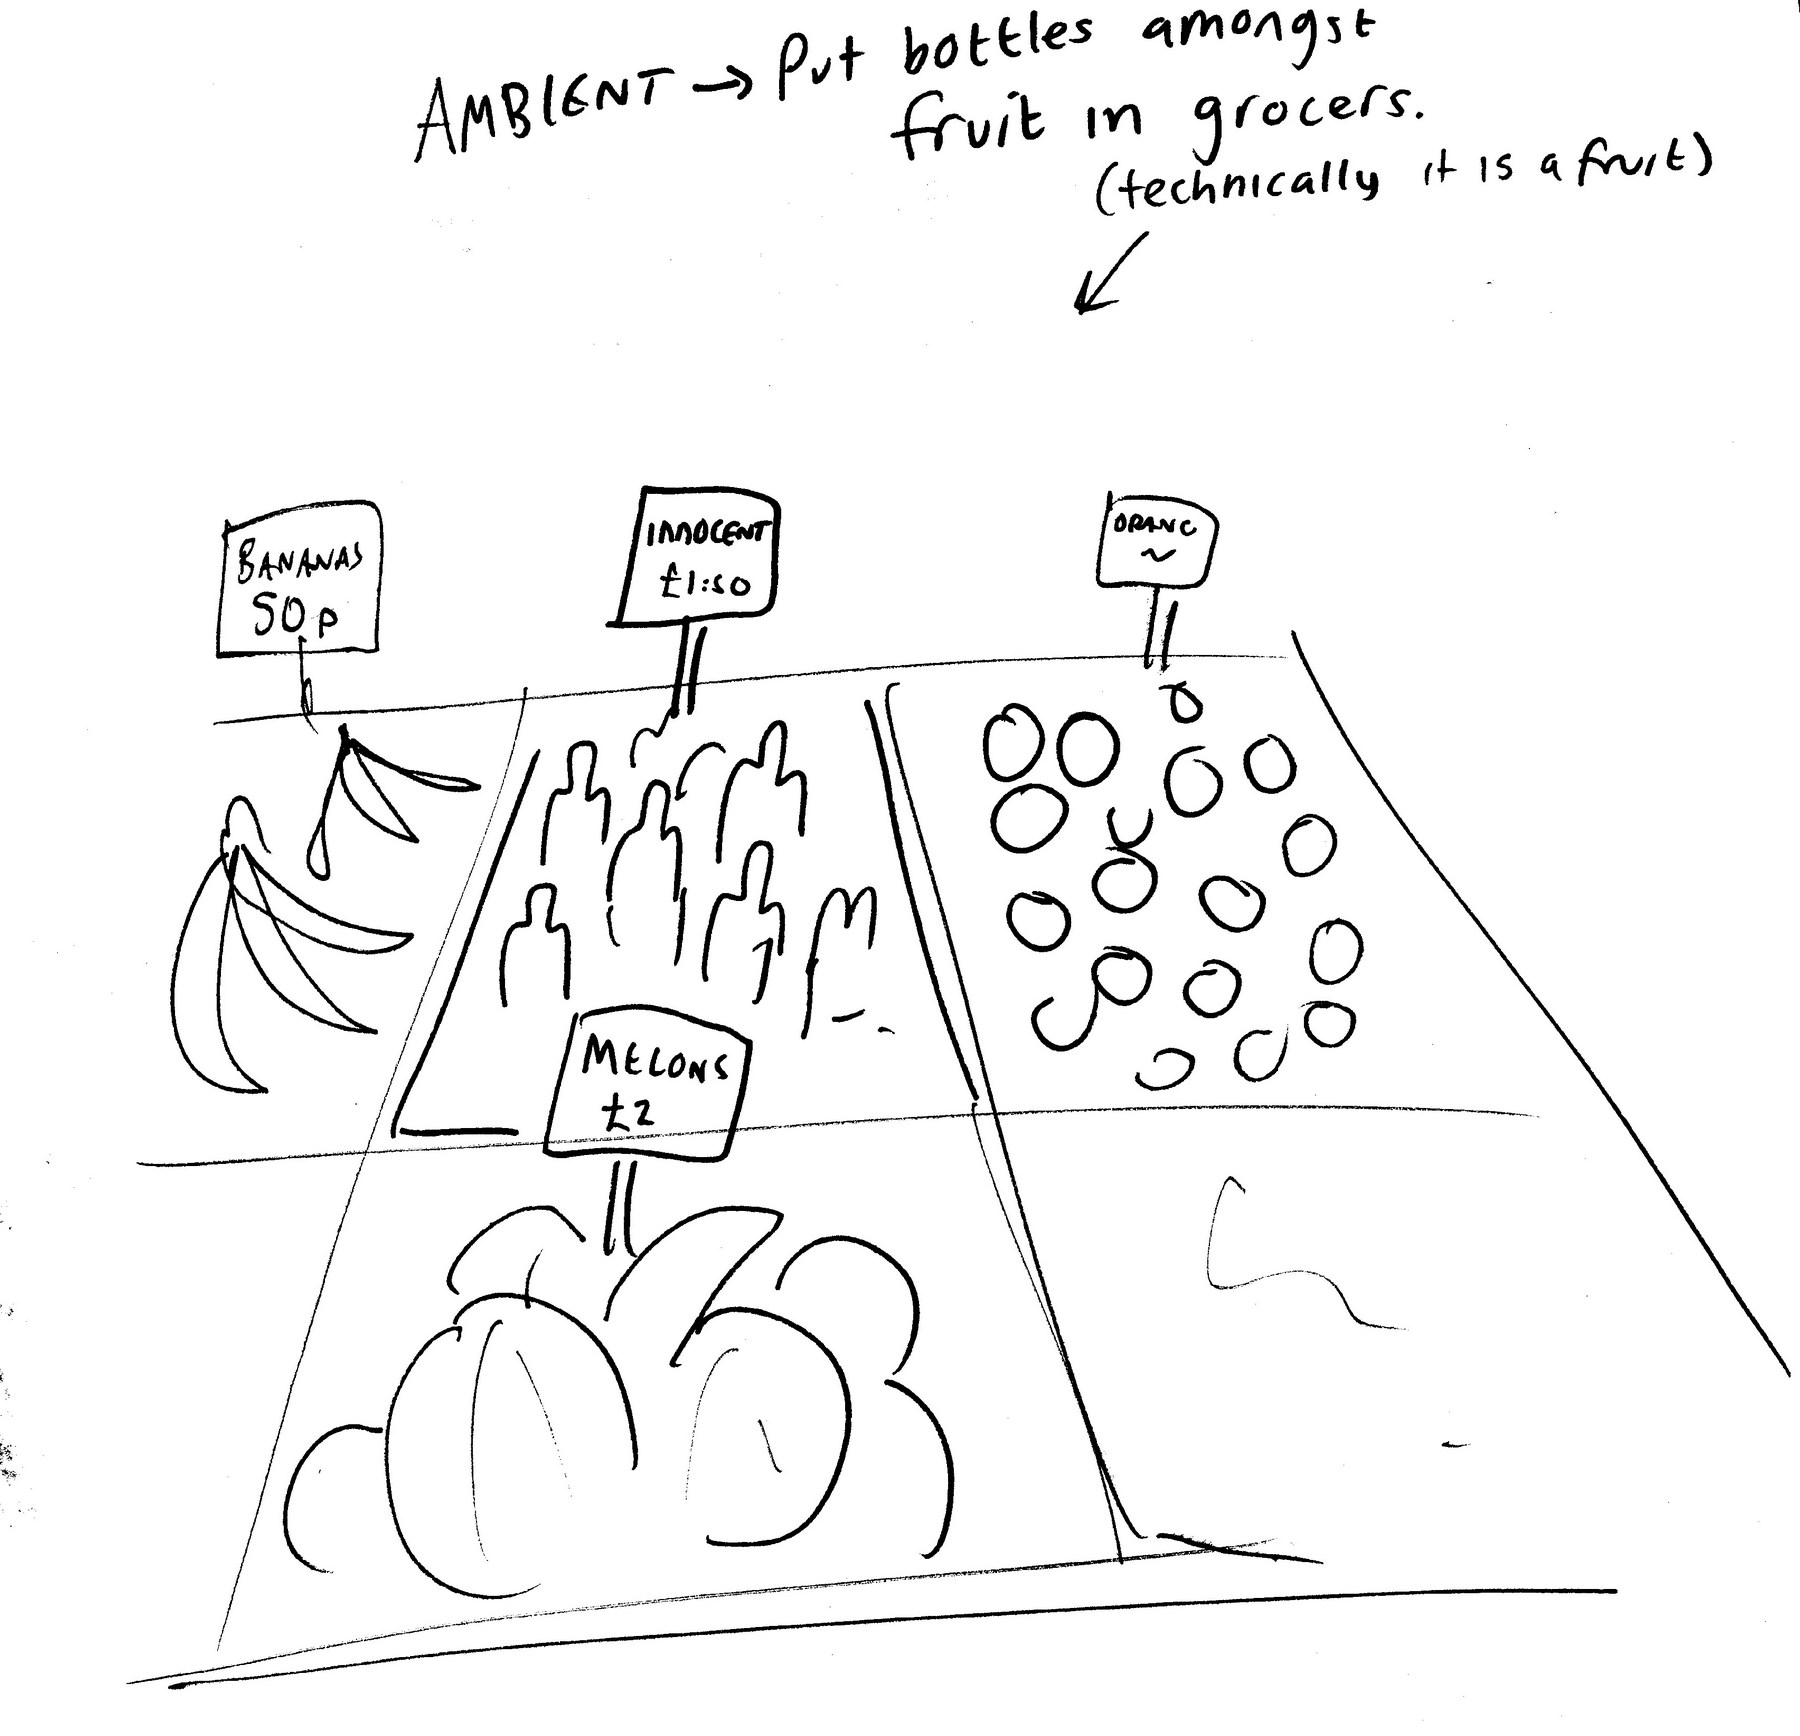 AMBIENT → Put bottles amongst
fruit in grocers.
(technically it is a fruit)
BANANAS
50p
INNOCENT
£1:50
ORANG
~
MELONS
£2